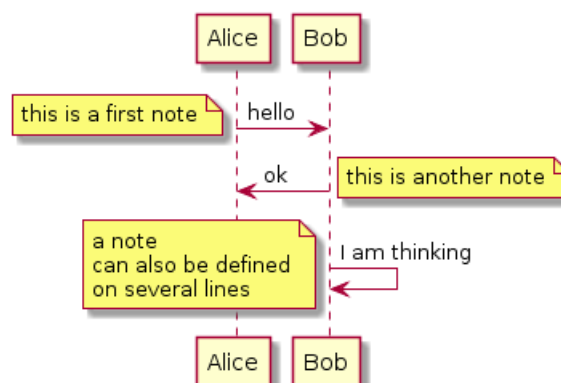 Alice Bob
this is a first note
hello
ok
this is another note
a note
can also be defined
on several lines
I am thinking
Alice Bob